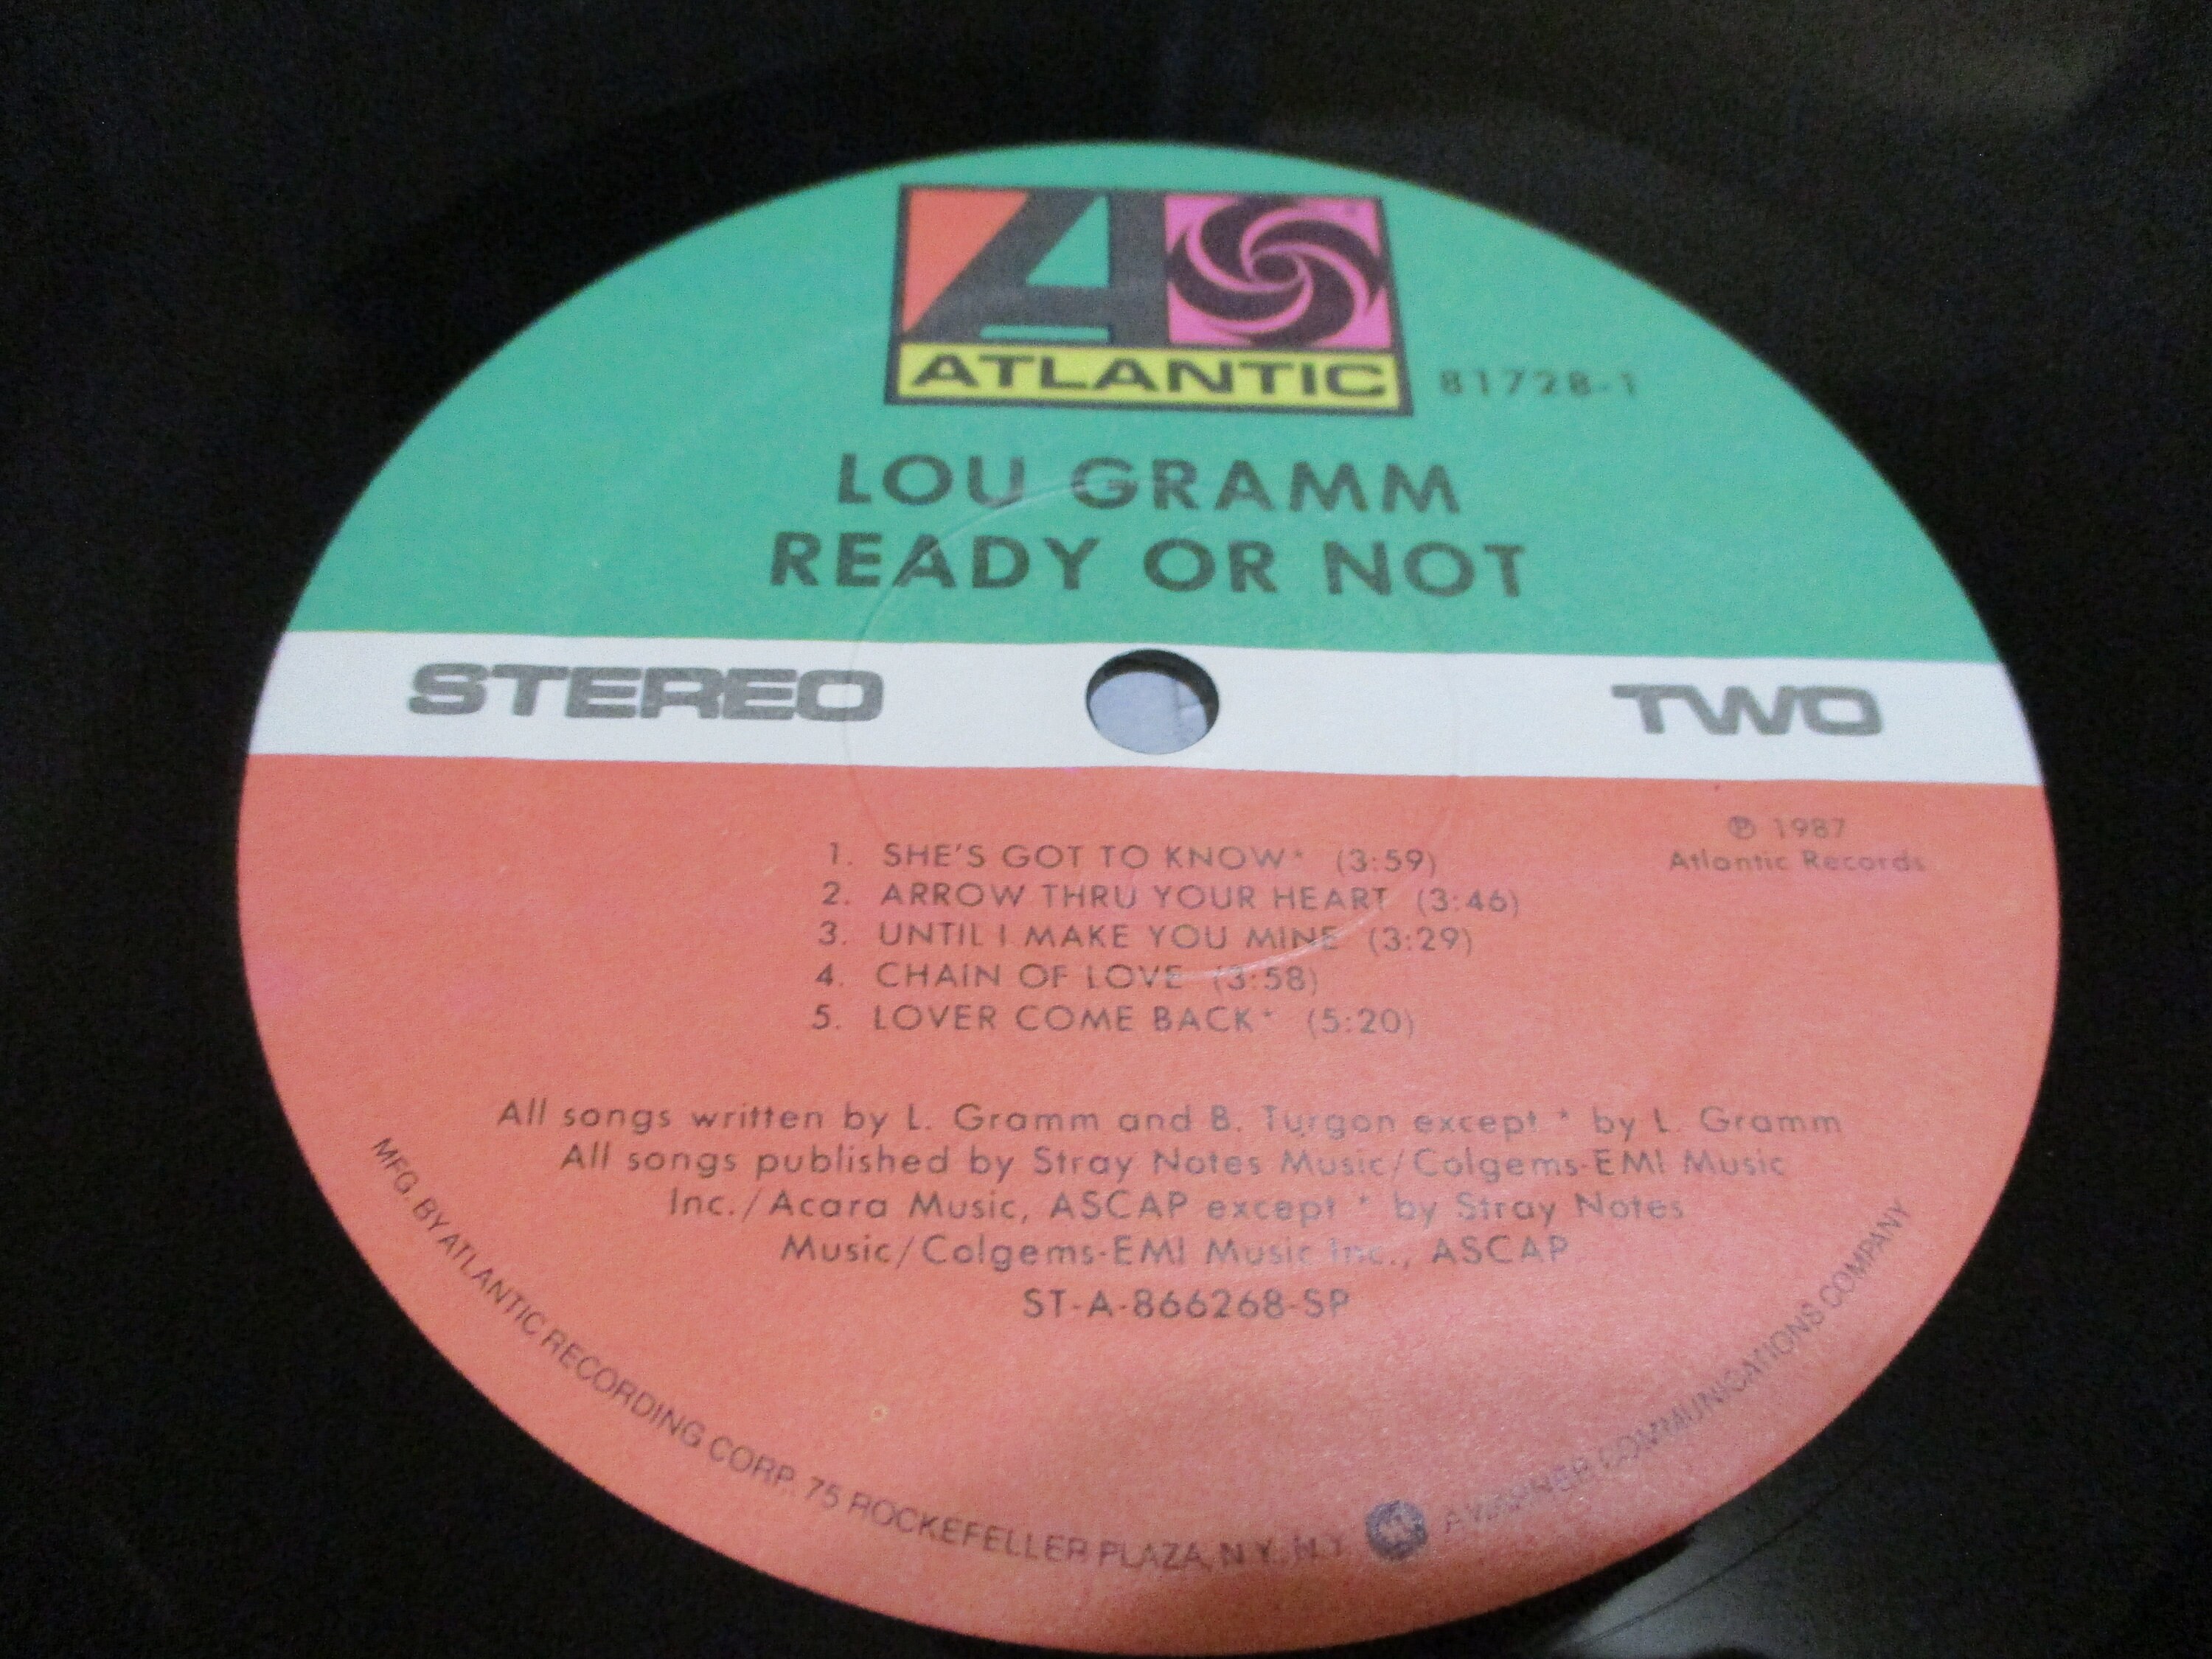 ATLANTIC
81728-1
LOU GRAMM
READY OR NOT
STEREO
TWO
℗ 1987
Atlantic Records
1. SHE'S GOT TO KNOW* (3:59)
2. ARROW THRU YOUR HEART (3:46)
3. UNTIL I MAKE YOU MINE (3:29)
4. CHAIN OF LOVE (3:58)
5. LOVER COME BACK* (5:20)
All songs written by L. Gramm and B. Turgon except * by L. Gramm
All songs published by Stray Notes Music/Colgems-EMI Music
Inc./Acara Music, ASCAP except * by Stray Notes
Music/Colgems-EMI Music Inc., ASCAP
ST-A-866268-SP
MFG. BY ATLANTIC RECORDING CORP. 75 ROCKEFELLER PLAZA, N.Y. N.Y. A WARNER COMMUNICATIONS COMPANY